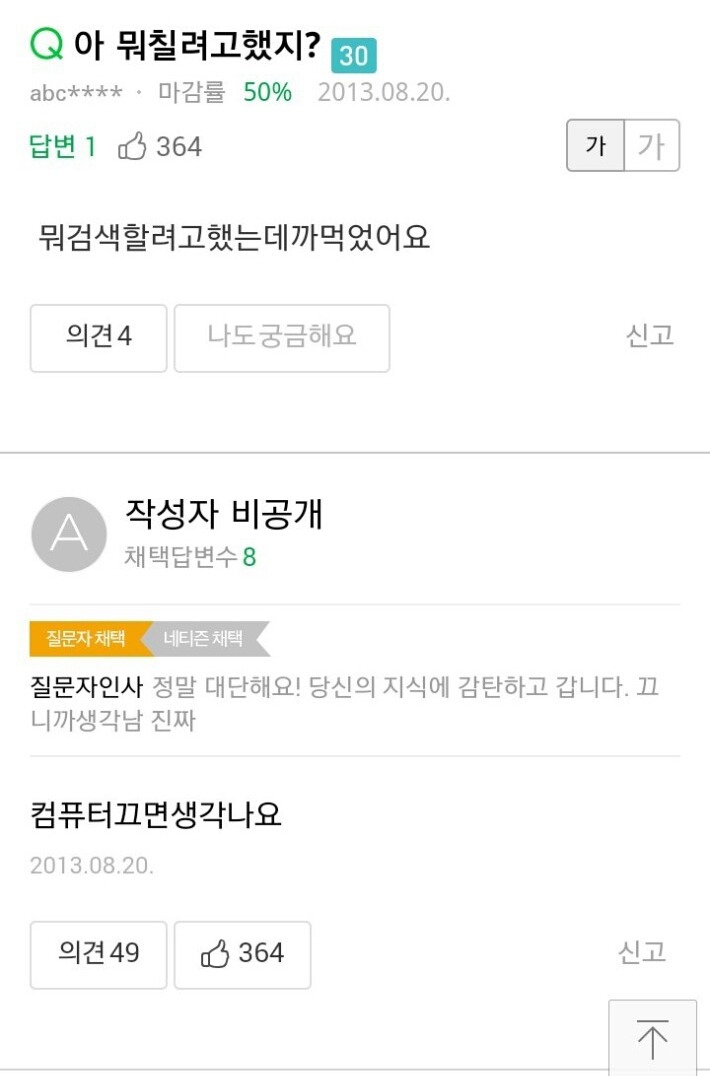 Q 아 뭐칠려고했지? 30
abc**** · 마감률 50% 2013.08.20.
답변 1 364
가 가
뭐검색할려고했는데까먹었어요
의견 4 나도 궁금해요 신고
A 작성자 비공개
채택답변수 8
질문자 채택 네티즌 채택
질문자인사 정말 대단해요! 당신의 지식에 감탄하고 갑니다. 끄
니까생각남 진짜
컴퓨터끄면생각나요
2013.08.20.
의견 49 364 신고